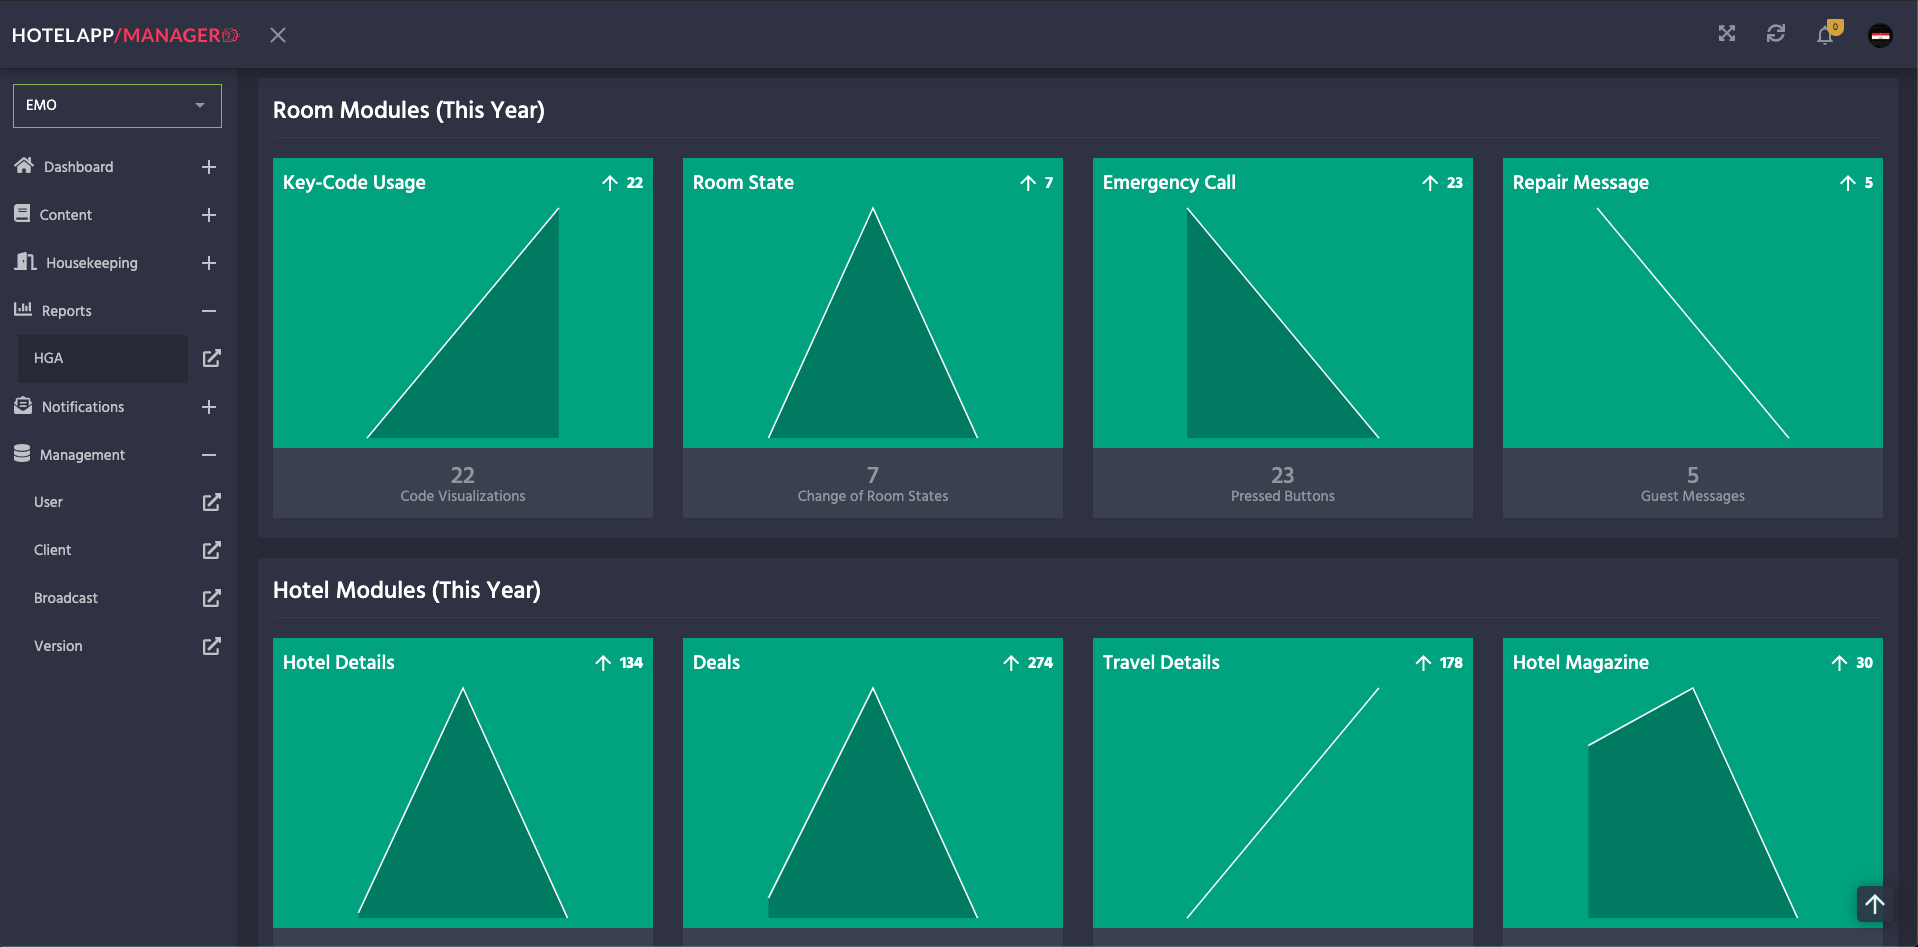 HOTELAPP/MANAGER
0
EMO
Dashboard
Content
Housekeeping
Reports
HGA
Notifications
Management
User
Client
Broadcast
Version
Room Modules (This Year)
Key-Code Usage
22
22
Code Visualizations
Room State
7
7
Change of Room States
Emergency Call
23
23
Pressed Buttons
Repair Message
5
5
Guest Messages
Hotel Modules (This Year)
Hotel Details
134
Deals
274
Travel Details
178
Hotel Magazine
30